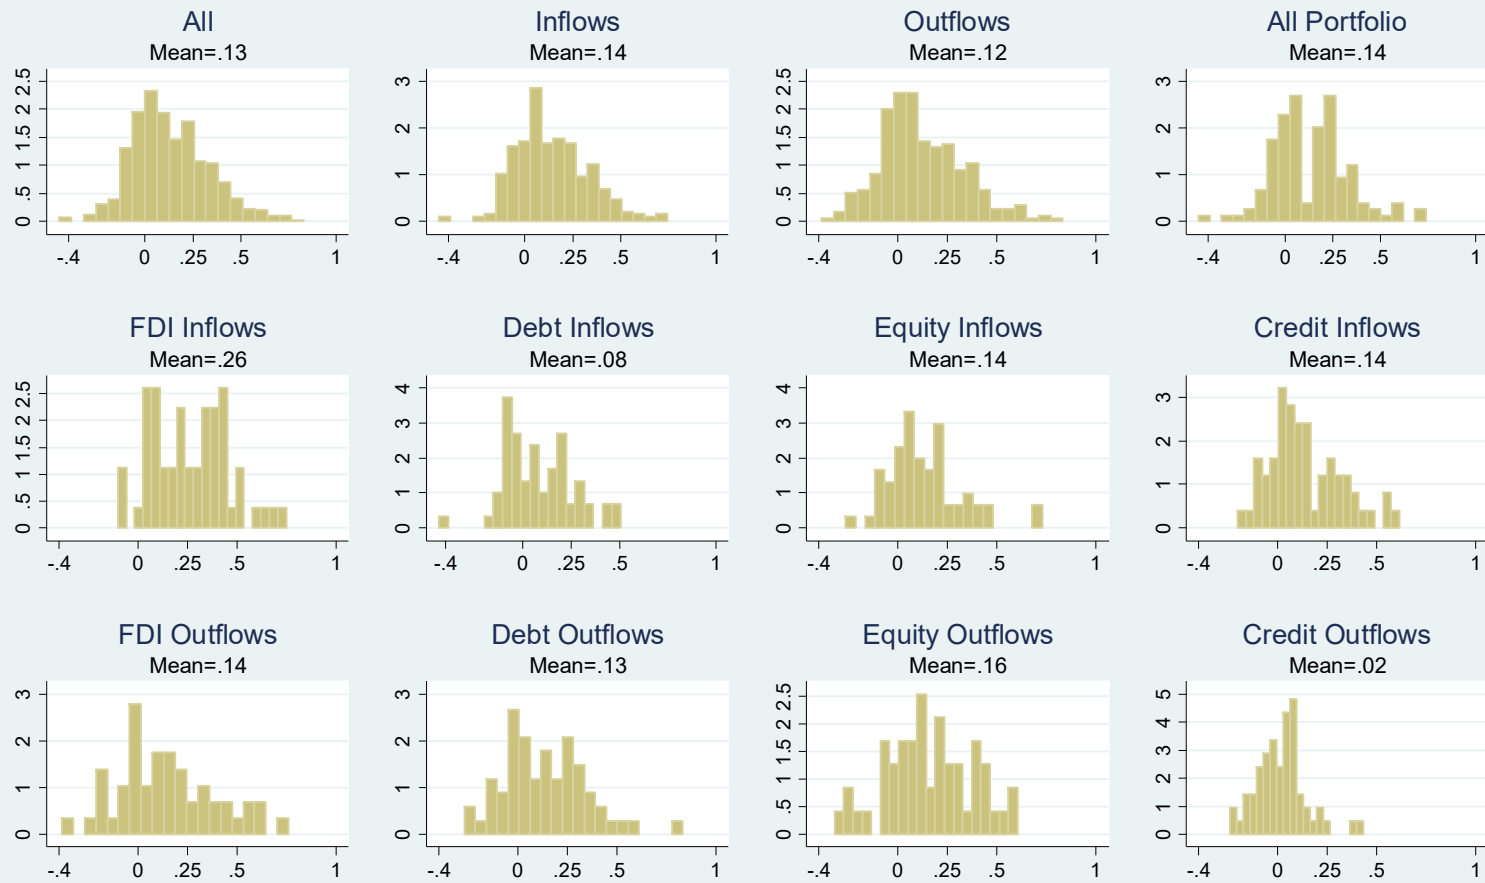 All
Mean=.13
0 .5 1 1.5 2 2.5
-.4 0 .25 .5 1
Inflows
Mean=.14
0 1 2 3
-.4 0 .25 .5 1
Outflows
Mean=.12
0 .5 1 1.5 2 2.5
-.4 0 .25 .5 1
All Portfolio
Mean=.14
0 1 2 3
-.4 0 .25 .5 1
FDI Inflows
Mean=.26
0 .5 1 1.5 2 2.5
-.4 0 .25 .5 1
Debt Inflows
Mean=.08
0 1 2 3 4
-.4 0 .25 .5 1
Equity Inflows
Mean=.14
0 1 2 3 4
-.4 0 .25 .5 1
Credit Inflows
Mean=.14
0 1 2 3
-.4 0 .25 .5 1
FDI Outflows
Mean=.14
0 1 2 3
-.4 0 .25 .5 1
Debt Outflows
Mean=.13
0 1 2 3
-.4 0 .25 .5 1
Equity Outflows
Mean=.16
0 .5 1 1.5 2 2.5
-.4 0 .25 .5 1
Credit Outflows
Mean=.02
0 1 2 3 4 5
-.4 0 .25 .5 1